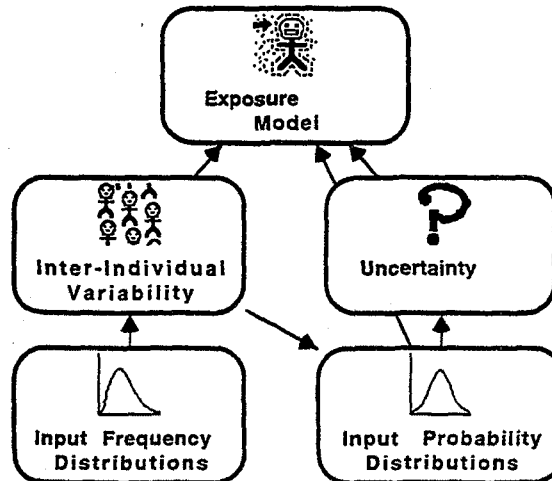 Exposure
Model
Inter-Individual
Variability
Uncertainty
Input Frequency
Distributions
Input Probability
Distributions